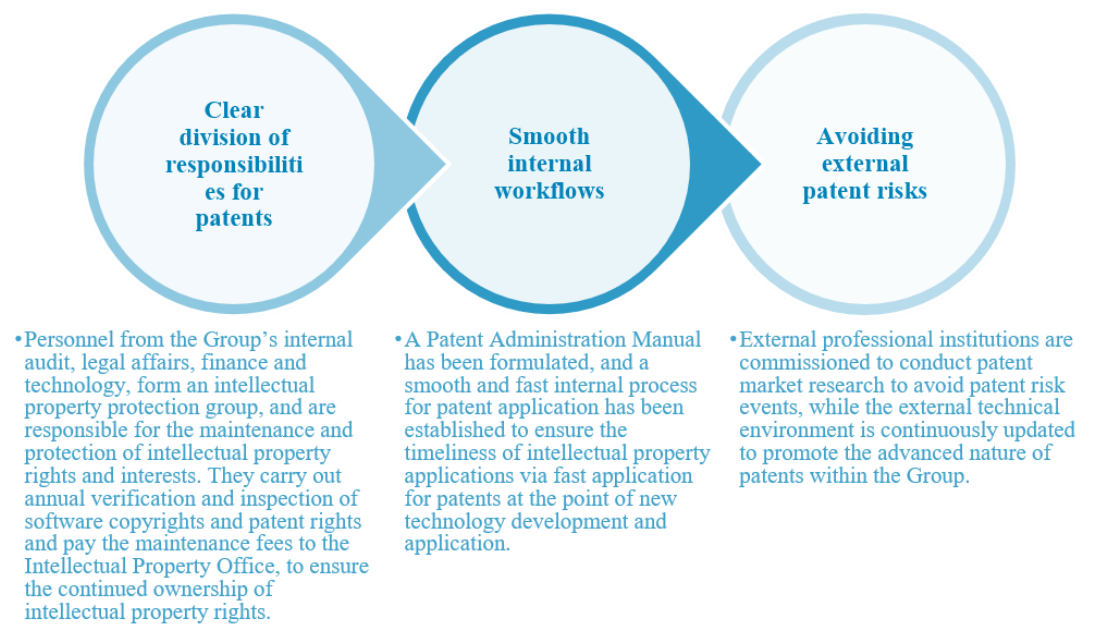 Clear
division of
responsibiliti
es for
patents
Smooth
internal
workflows
Avoiding
external
patent risks
•Personnel from the Group's internal
audit, legal affairs, finance and
technology, form an intellectual
property protection group, and are
responsible for the maintenance and
protection of intellectual property
rights and interests. They carry out
annual verification and inspection of
software copyrights and patent rights
and pay the maintenance fees to the
Intellectual Property Office, to ensure
the continued ownership of
intellectual property rights.
•A Patent Administration Manual
has been formulated, and a
smooth and fast internal process
for patent application has been
established to ensure the
timeliness of intellectual property
applications via fast application
for patents at the point of new
technology development and
application.
•External professional institutions are
commissioned to conduct patent
market research to avoid patent risk
events, while the external technical
environment is continuously updated
to promote the advanced nature of
patents within the Group.